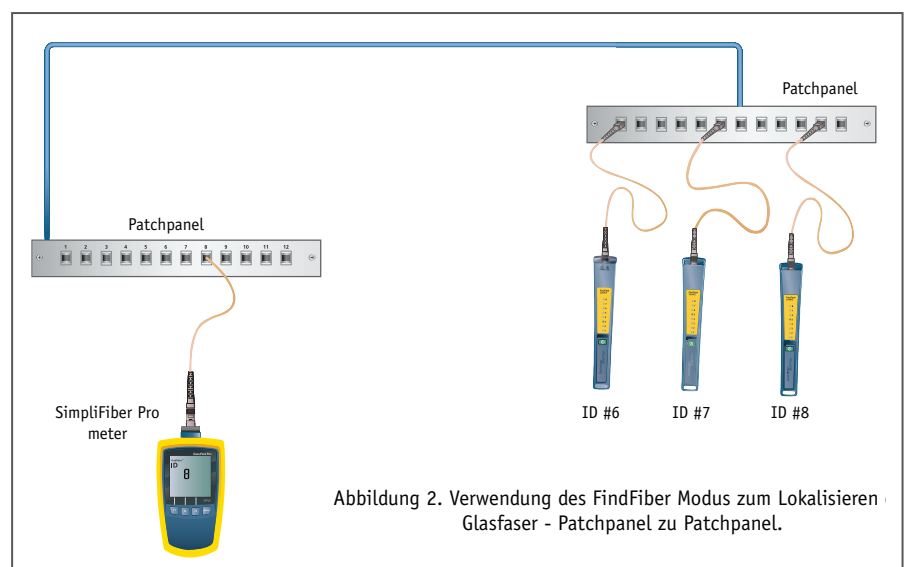 Patchpanel
Patchpanel
1 2 3 4 5 6 7 8 9 10 11 12
SimpliFiber Pro
meter
ID
8
ID #6
ID #7
ID #8
Abbildung 2. Verwendung des FindFiber Modus zum Lokalisieren
Glasfaser - Patchpanel zu Patchpanel.